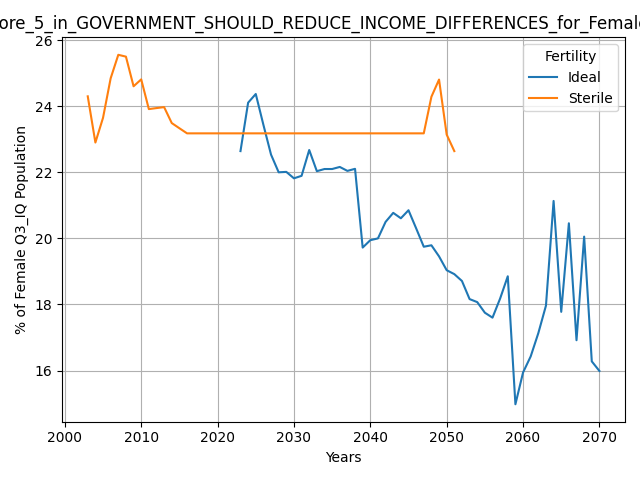 ore_5_in_GOVERNMENT_SHOULD_REDUCE_INCOME_DIFFERENCES_for_Female
26
24
22
20
18
16
% of Female Q3_IQ Population
Fertility
Ideal
Sterile
2000 2010 2020 2030 2040 2050 2060 2070
Years